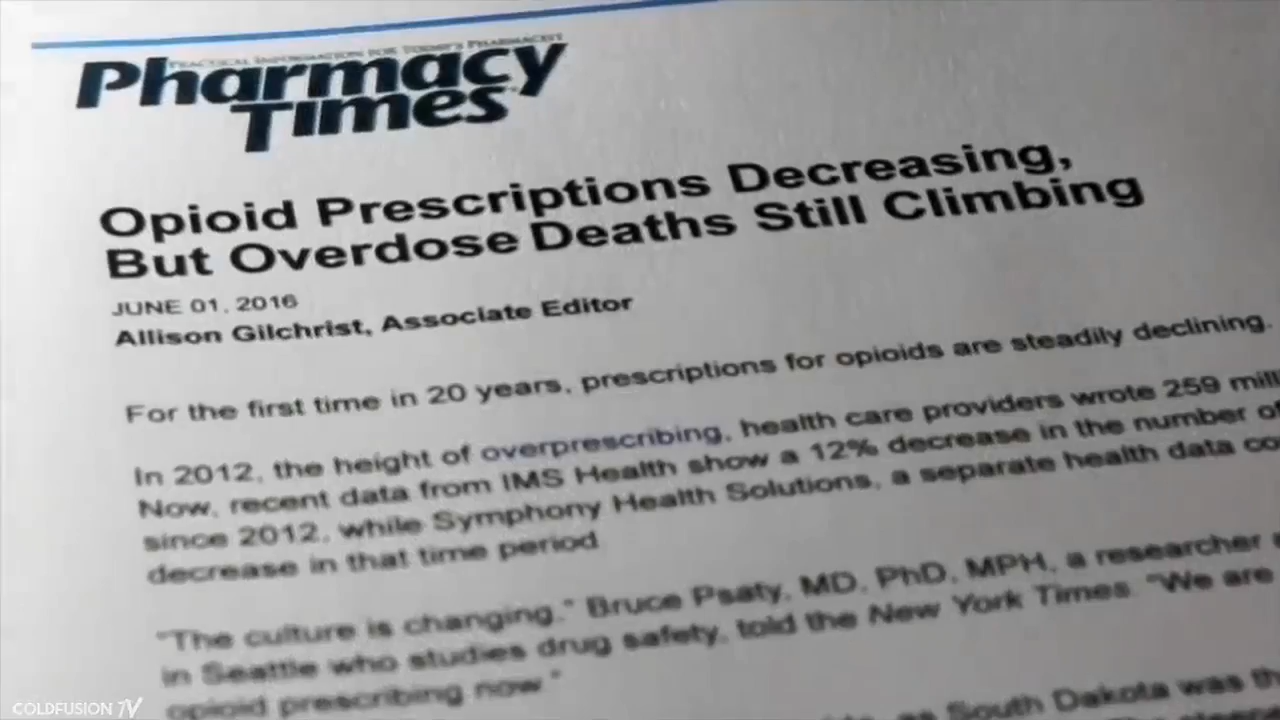 PRACTICAL INFORMATION FOR TODAY'S PHARMACIST
Pharmacy
Times
Opioid Prescriptions Decreasing,
But Overdose Deaths Still Climbing
JUNE 01, 2016
Allison Gilchrist, Associate Editor
For the first time in 20 years, prescriptions for opioids are steadily declining.
In 2012, the height of overprescribing, health care providers wrote 259 mill
Now, recent data from IMS Health show a 12% decrease in the number of
since 2012, while Symphony Health Solutions, a separate health data co
decrease in that time period
"The culture is changing," Bruce Psaty, MD, PhD, MPH, a researcher a
in Seattle who studies drug safety, told the New York Times. "We are
opioid prescribing now."
as South Dakota was th
COLDFUSION TV